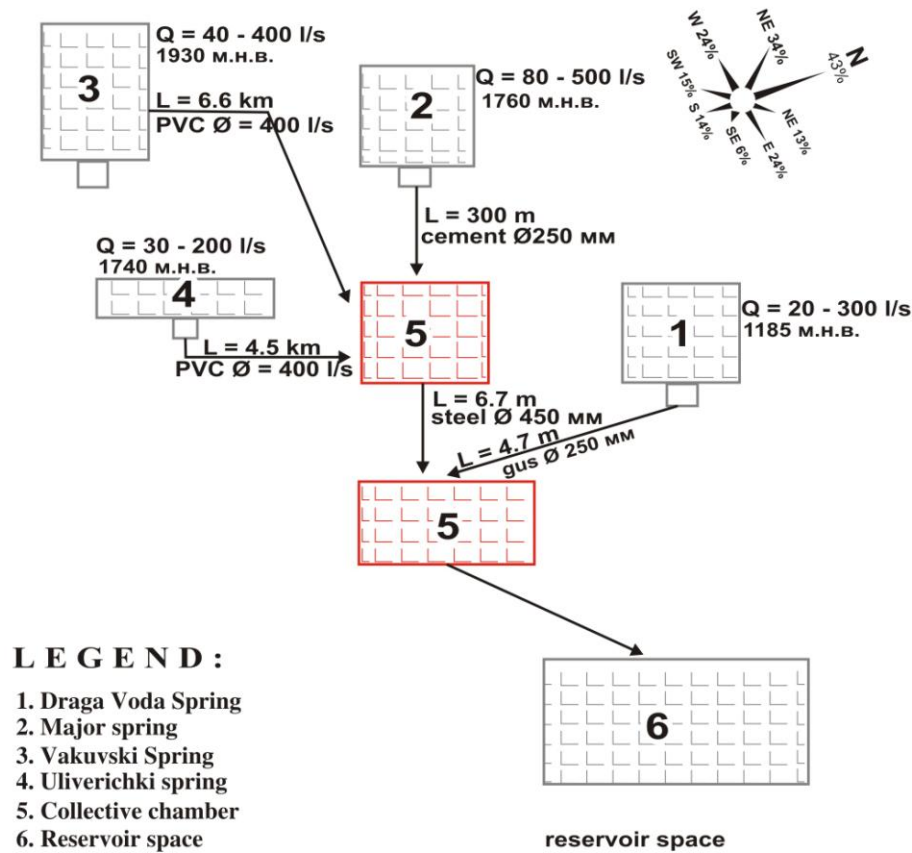 Q = 40 - 400 l/s
1930 м.н.в.
3
L = 6.6 km
PVC Ø = 400 l/s
2
Q = 80 - 500 l/s
1760 м.н.в.
W 24%
NE 34%
N
43%
SW 15%
S 14%
SE 6%
E 24%
NE 13%
L = 300 m
cement Ø250 мм
Q = 30 - 200 l/s
1740 м.н.в.
4
L = 4.5 km
PVC Ø = 400 l/s
5
1
Q = 20 - 300 l/s
1185 м.н.в.
L = 6.7 m
steel Ø 450 мм
L = 4.7 m
gus Ø 250 мм
5
LEGEND:
1. Draga Voda Spring
2. Major spring
3. Vakuvski Spring
4. Uliverichki spring
5. Collective chamber
6. Reservoir space
6
reservoir space